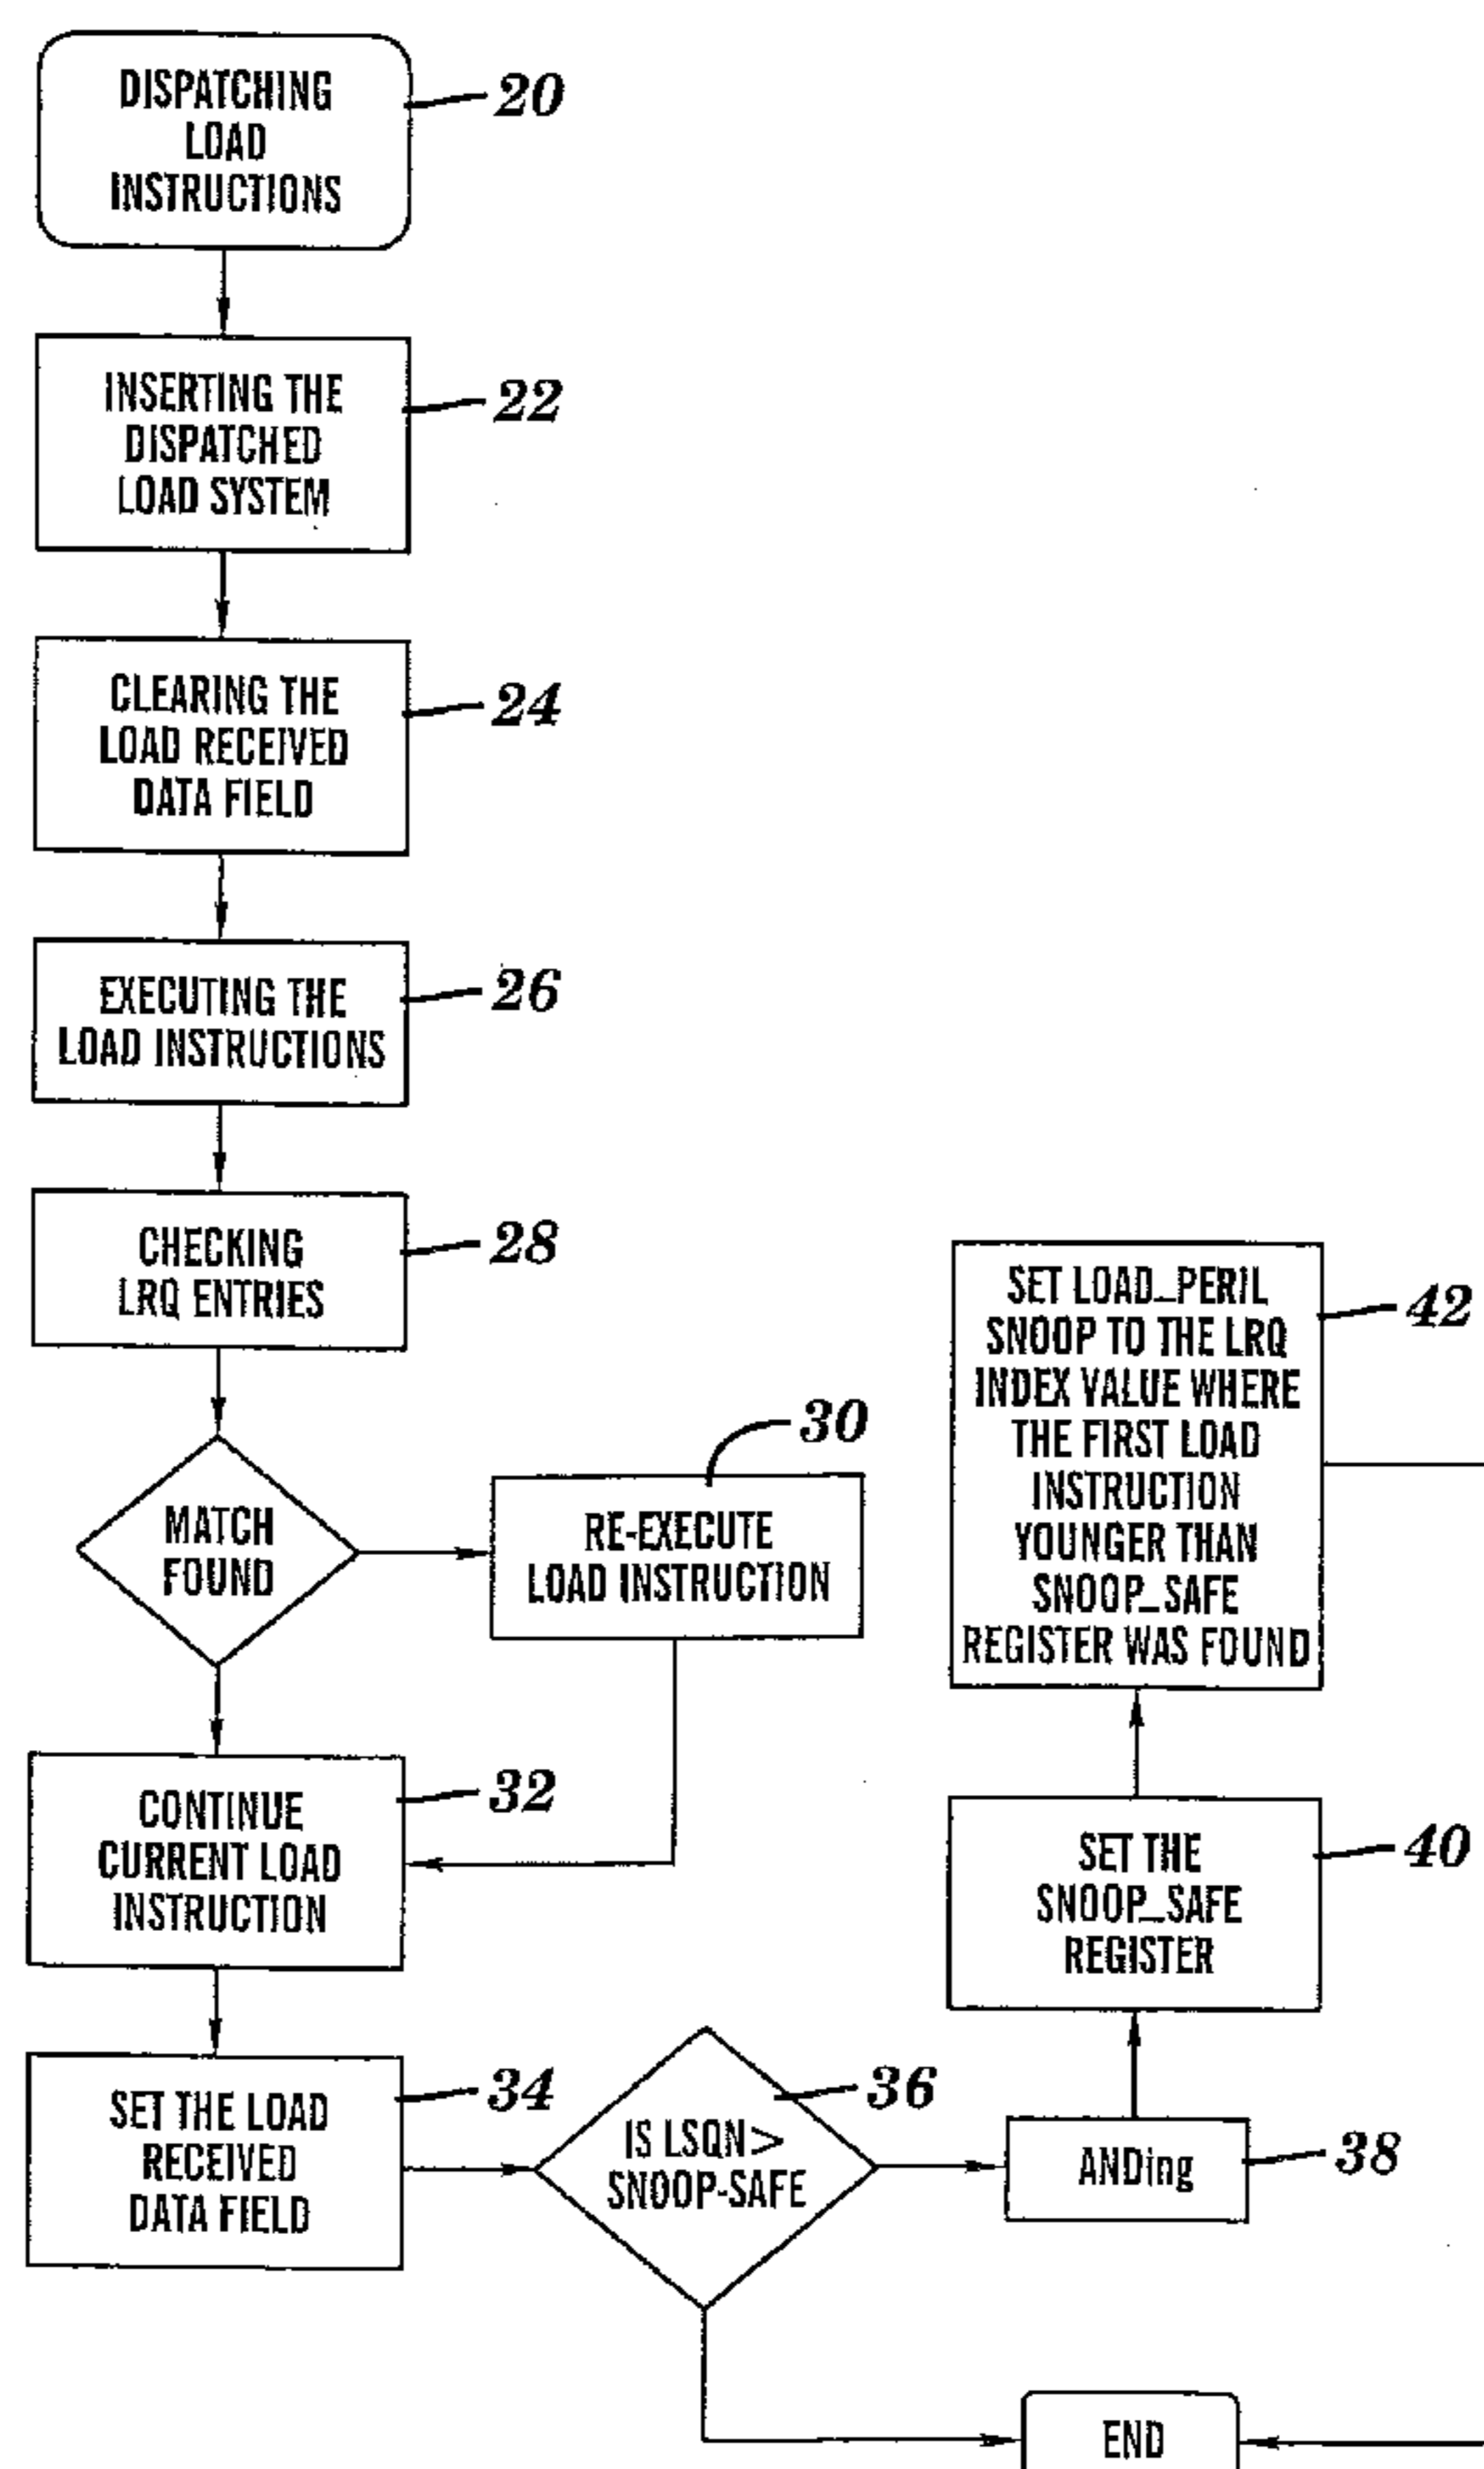 DISPATCHING
LOAD
INSTRUCTIONS
20
INSERTING THE
DISPATCHED
LOAD SYSTEM
22
CLEARING THE
LOAD RECEIVED
DATA FIELD
24
EXECUTING THE
LOAD INSTRUCTIONS
26
CHECKING
LRQ ENTRIES
28
MATCH
FOUND
30
RE-EXECUTE
LOAD INSTRUCTION
CONTINUE
CURRENT LOAD
INSTRUCTION
32
SET THE LOAD
RECEIVED
DATA FIELD
34
IS LSQN >
SNOOP-SAFE
36
ANDing
38
SET THE
SNOOP_SAFE
REGISTER
40
SET LOAD_PERIL
SNOOP TO THE LRQ
INDEX VALUE WHERE
THE FIRST LOAD
INSTRUCTION
YOUNGER THAN
SNOOP_SAFE
REGISTER WAS FOUND
42
END